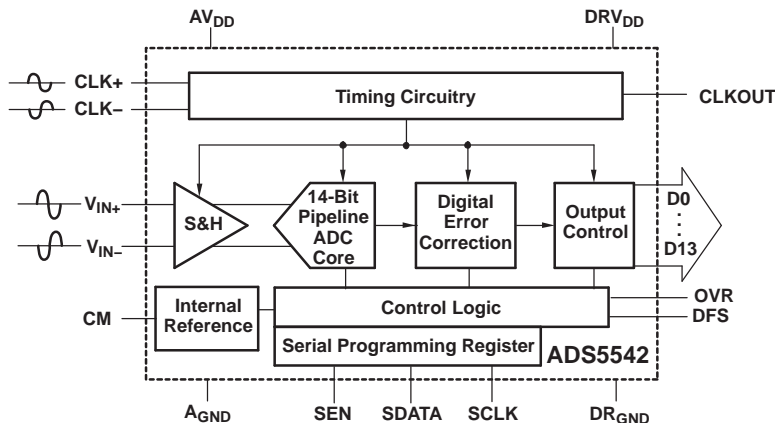 AVDD
DRVDD
CLK+
CLK–
Timing Circuitry
CLKOUT
VIN+
VIN–
S&H
14-Bit
Pipeline
ADC
Core
Digital
Error
Correction
Output
Control
D0
D13
CM
Internal
Reference
Control Logic
OVR
DFS
Serial Programming Register
ADS5542
AGND
SEN
SDATA
SCLK
DRGND